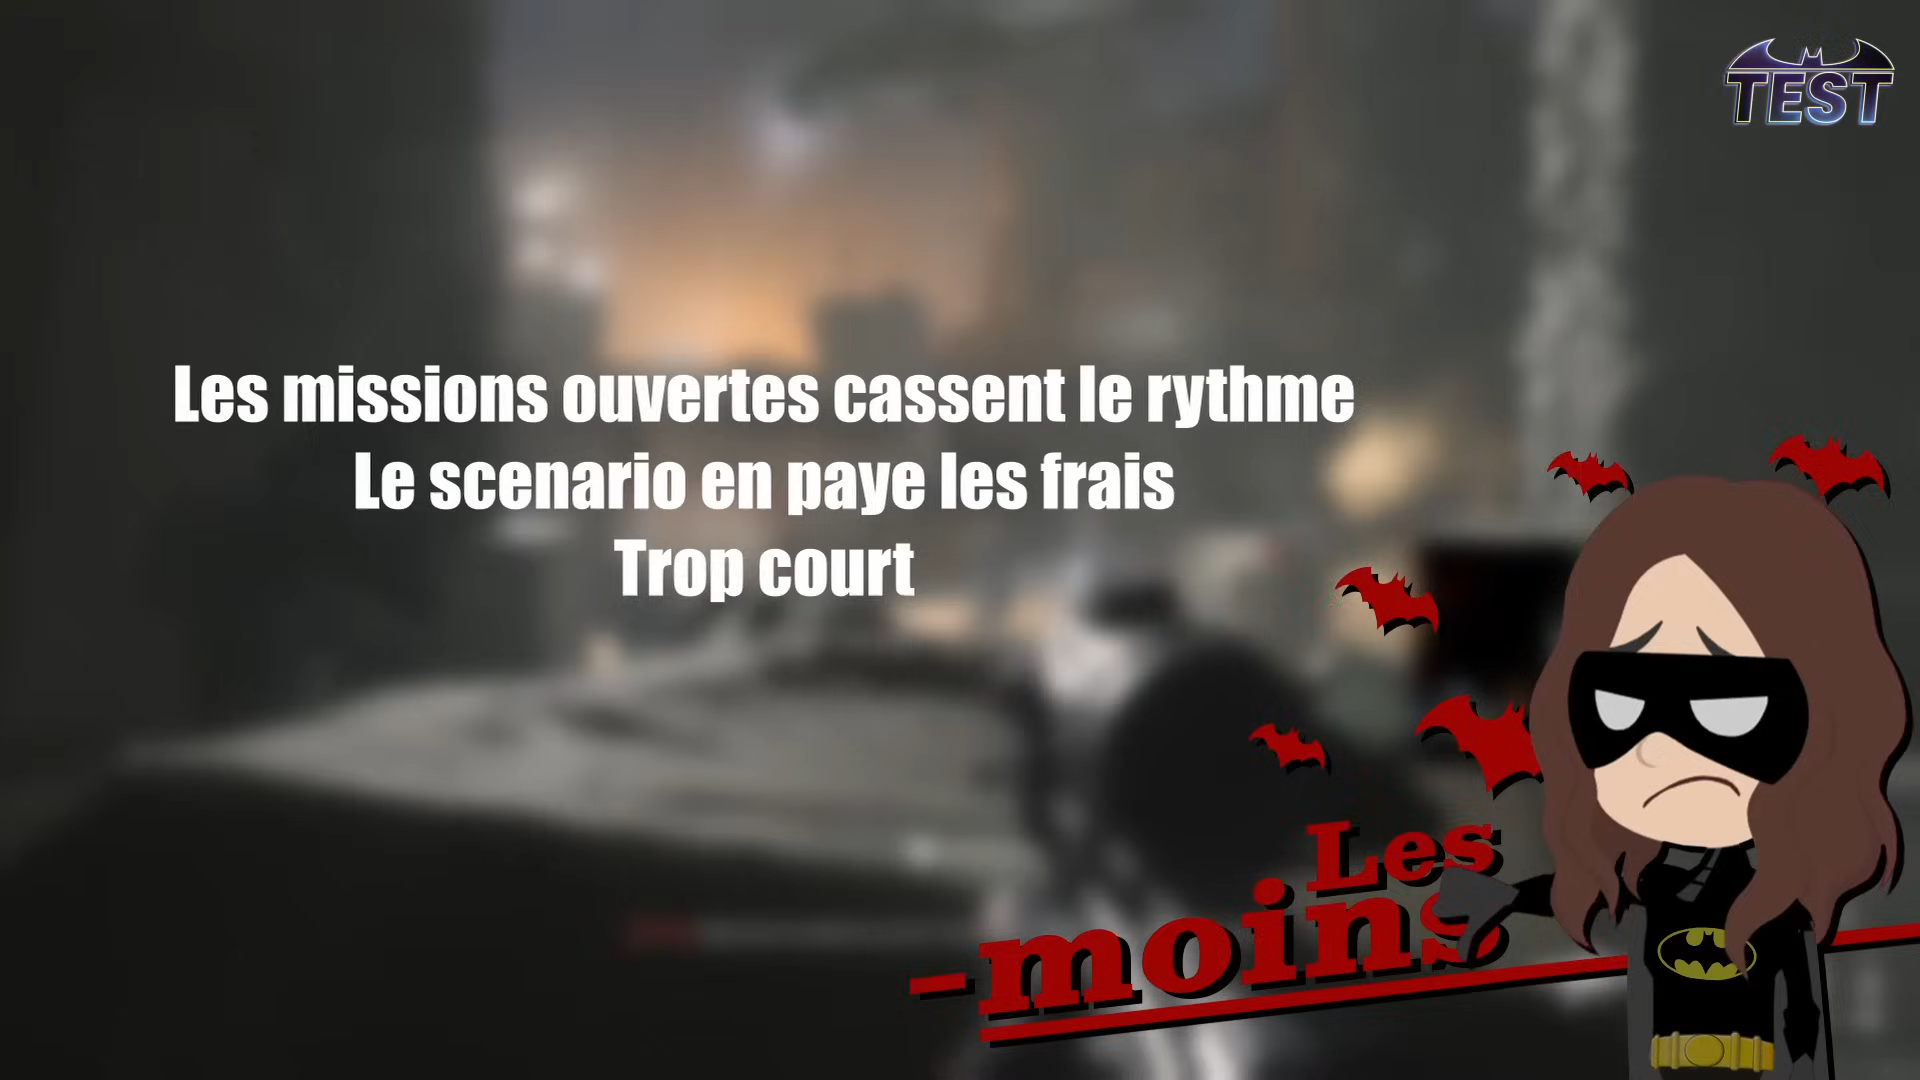 TEST
Les missions ouvertes cassent le rythme
Le scenario en paye les frais
Trop court
Les
-moins